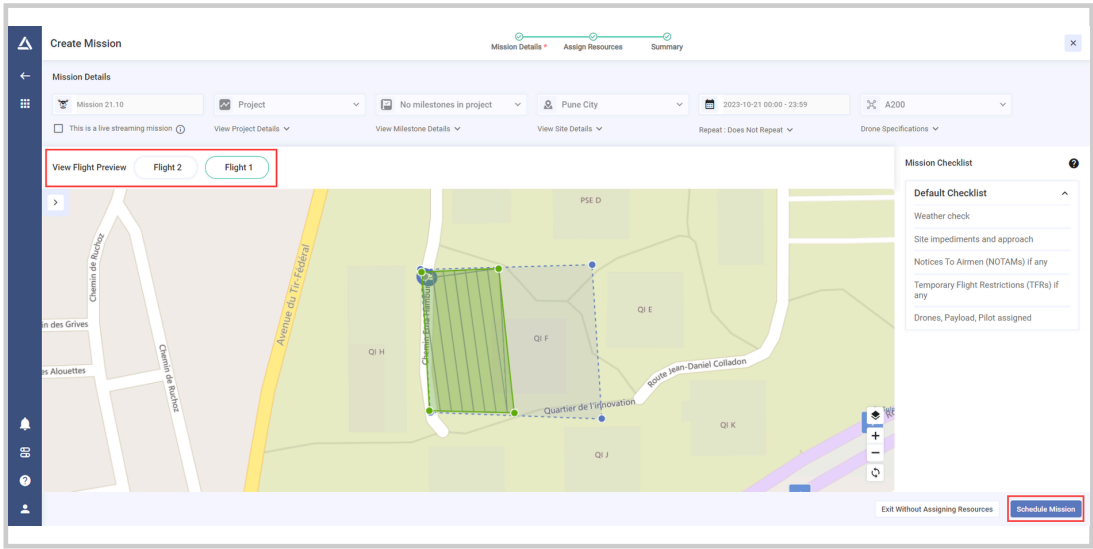 Create Mission
Mission Details * Assign Resources Summary
Mission Details
Mission 21.10
Project
No milestones in project
Pune City
2023-10-21 00:00 - 23:59
A200
This is a live streaming mission
View Project Details
View Milestone Details
View Site Details
Repeat : Does Not Repeat
Drone Specifications
View Flight Preview Flight 2 Flight 1
Mission Checklist
Default Checklist
Weather check
Site impediments and approach
Notices To Airmen (NOTAMs) if any
Temporary Flight Restrictions (TFRs) if
any
Drones, Payload, Pilot assigned
PSE D
Chemin de Ruchoz
Avenue du Tir-Fédéral
QI E
in des Grives
QI F
QI H
Chemin de Ruchoz
es Alouettes
Route Jean-Daniel Colladon
Quartier de l'innovation
QI K
QI J
Exit Without Assigning Resources
Schedule Mission